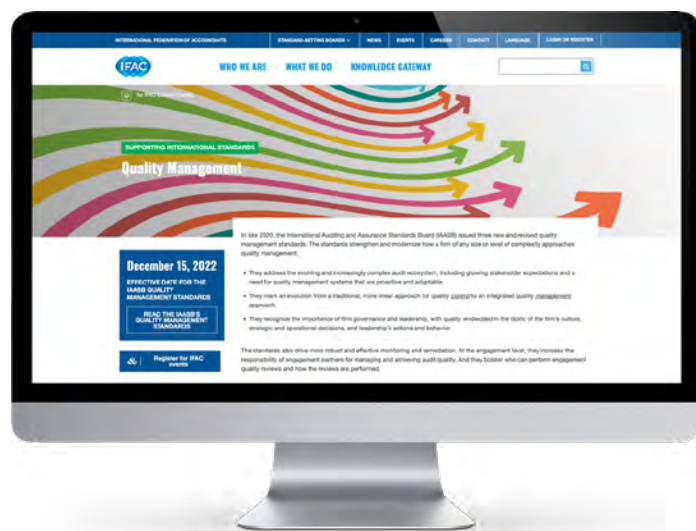 INTERNATIONAL FEDERATION OF ACCOUNTANTS STANDARD-SETTING BOARDS NEWS EVENTS CAREERS CONTACT LANGUAGE LOGIN OR REGISTER
IFAC WHO WE ARE WHAT WE DO KNOWLEDGE GATEWAY
SUPPORTING INTERNATIONAL STANDARDS
Quality Management
In late 2020, the International Auditing and Assurance Standards Board (IAASB) issued three new and revised quality
management standards. The standards strengthen and modernize how a firm of any size or level of complexity approaches
quality management.
• They address the evolving and increasingly complex audit ecosystem, including growing stakeholder expectations and a
need for quality management systems that are proactive and adaptable.
• They mark an evolution from a traditional, more linear approach to quality control to an integrated quality management
approach.
• They recognize the importance of firm governance and leadership, with quality embedded in the fabric of the firm's culture,
strategic and operational decisions, and leadership's actions and behavior.
The standards also drive more robust and effective monitoring and remediation. At the engagement level, they increase the
responsibility of engagement partners for managing and achieving audit quality. And they bolster who can perform engagement
quality reviews and how the reviews are performed.
December 15, 2022
EFFECTIVE DATE FOR THE
IAASB QUALITY
MANAGEMENT STANDARDS
READ THE IAASB'S
QUALITY MANAGEMENT
STANDARDS
Register for IFAC
events